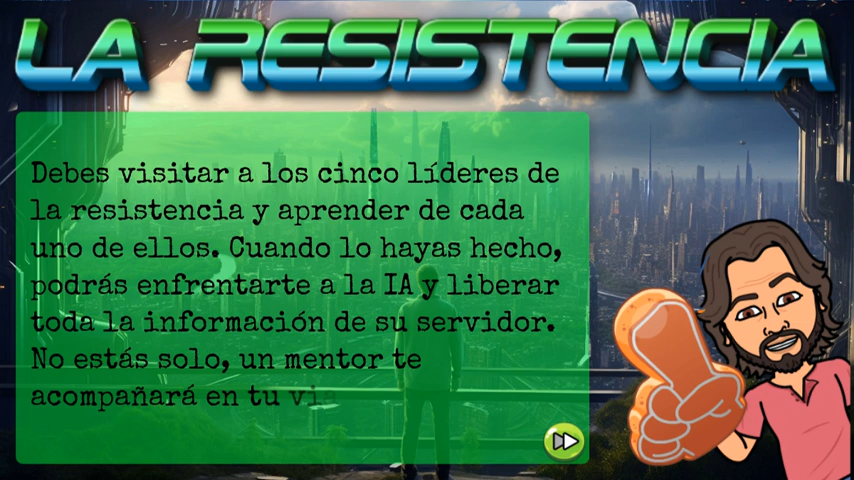 LA RESISTENCIA
Debes visitar a los cinco líderes de
la resistencia y aprender de cada
uno de ellos. Cuando lo hayas hecho,
podrás enfrentarte a la IA y liberar
toda la información de su servidor.
No estás solo, un mentor te
acompañará en tu via